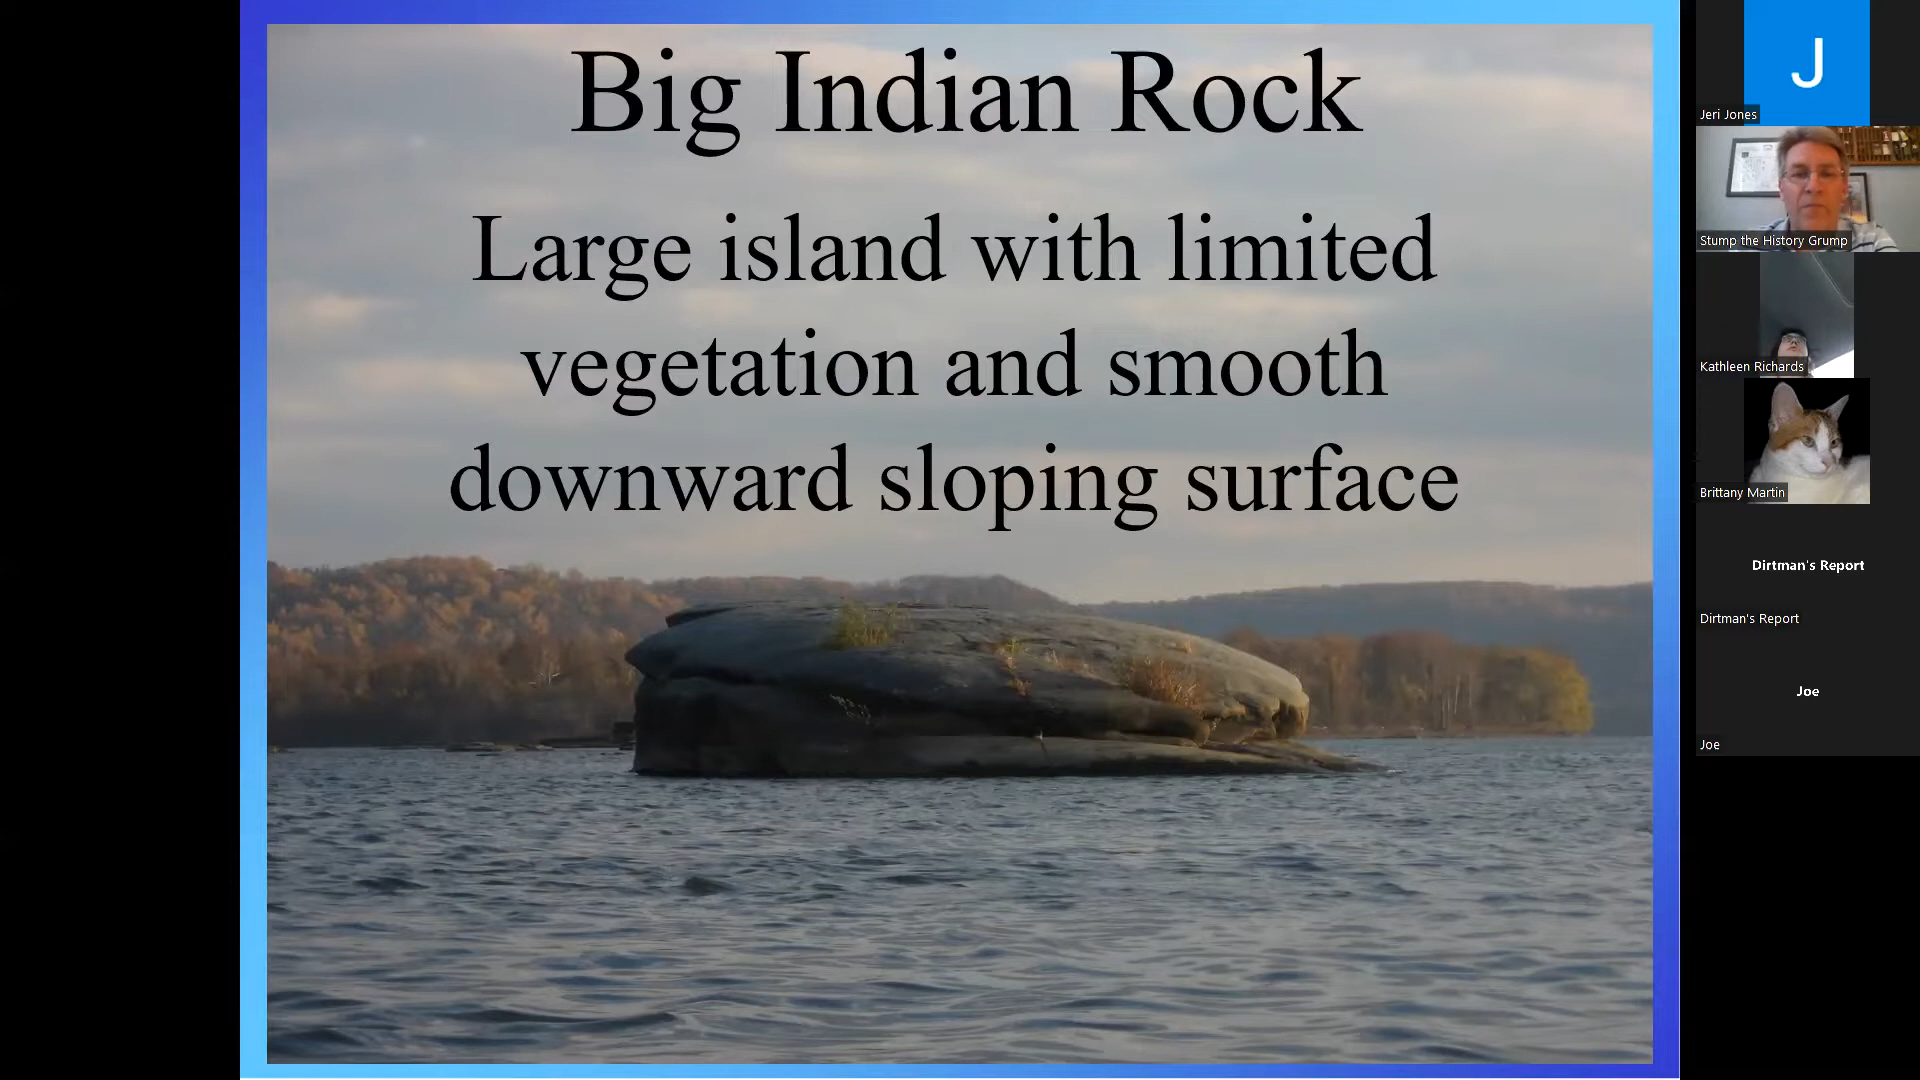 Big Indian Rock
Large island with limited
vegetation and smooth
downward sloping surface
J
Jeri Jones
Stump the History Grump
Kathleen Richards
Brittany Martin
Dirtman's Report
Dirtman's Report
Joe
Joe